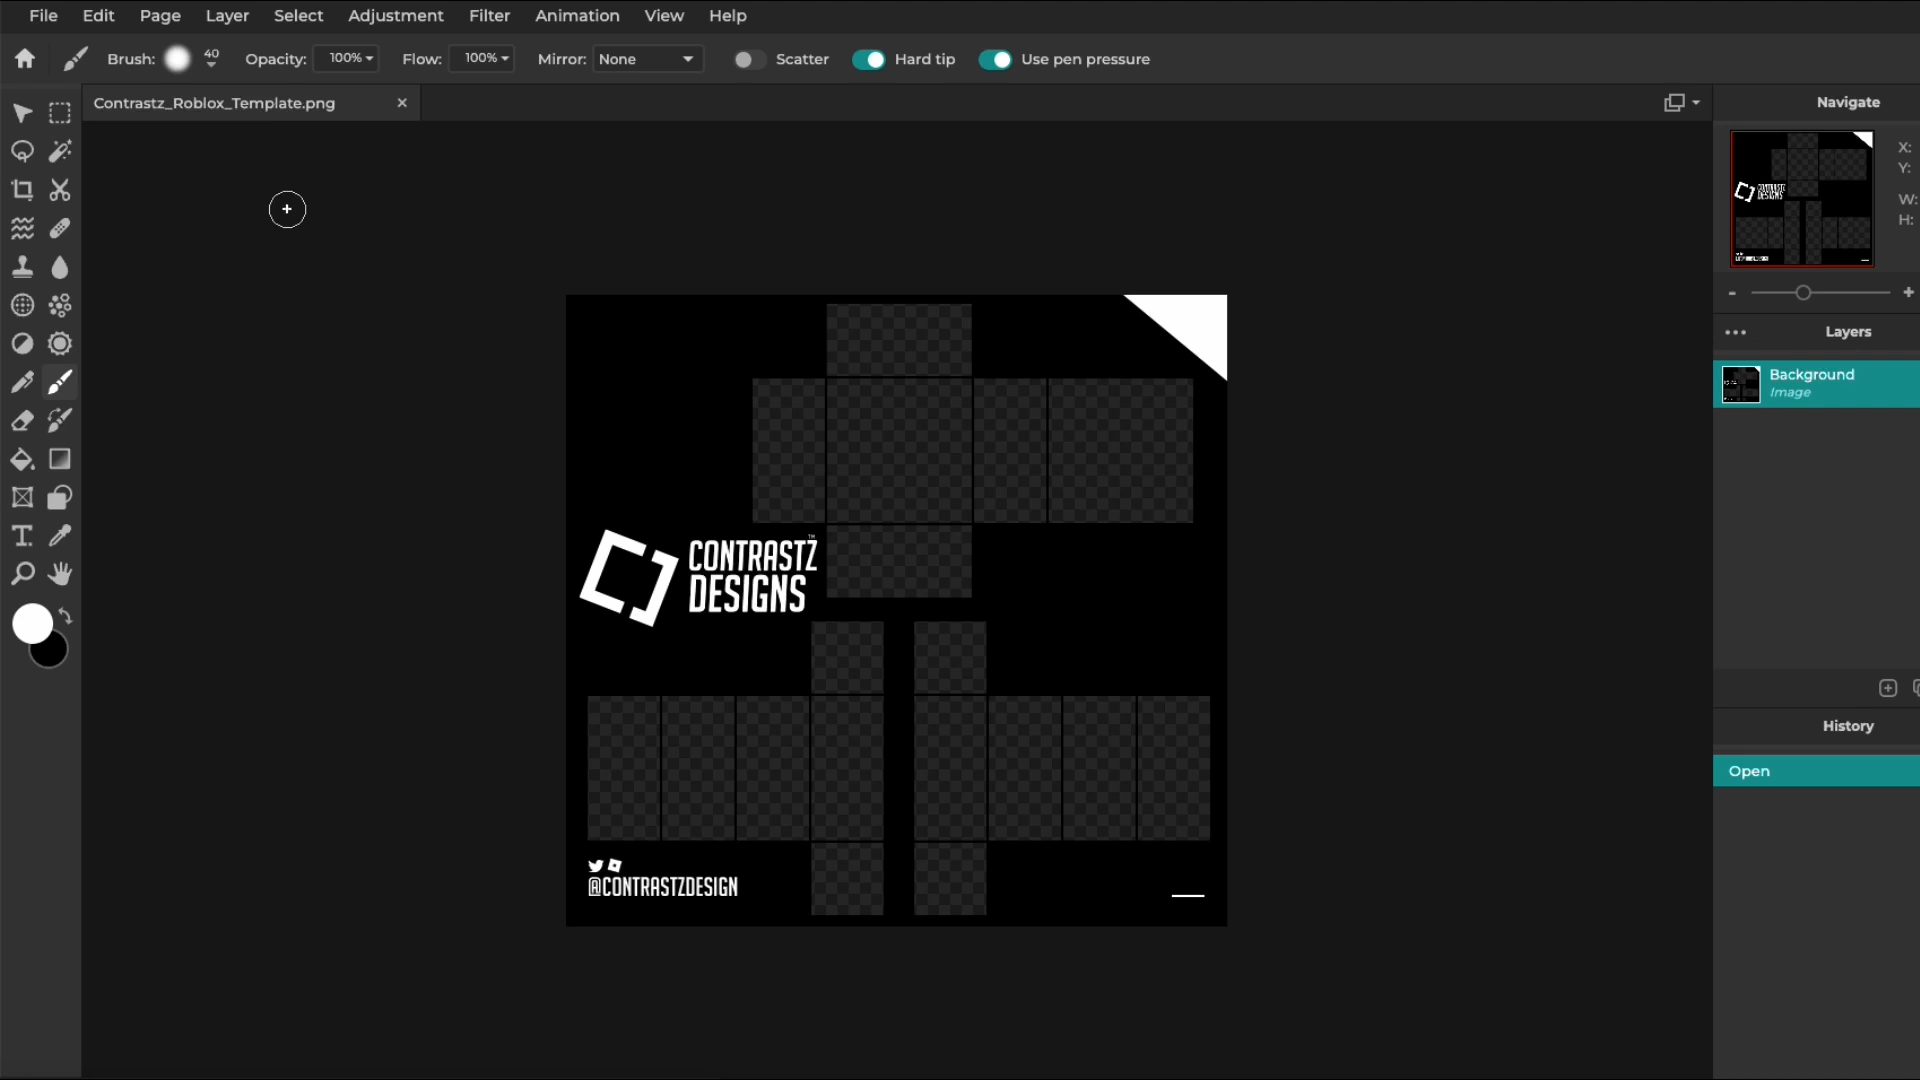 File Edit Page Layer Select Adjustment Filter Animation View Help
Brush: 40 Opacity: 100% Flow: 100% Mirror: None Scatter Hard tip Use pen pressure
Contrastz_Roblox_Template.png
Navigate
X:
Y:
W:
H:
Layers
Background
Image
CONTRASTZ™
DESIGNS
History
Open
@CONTRASTZDESIGN